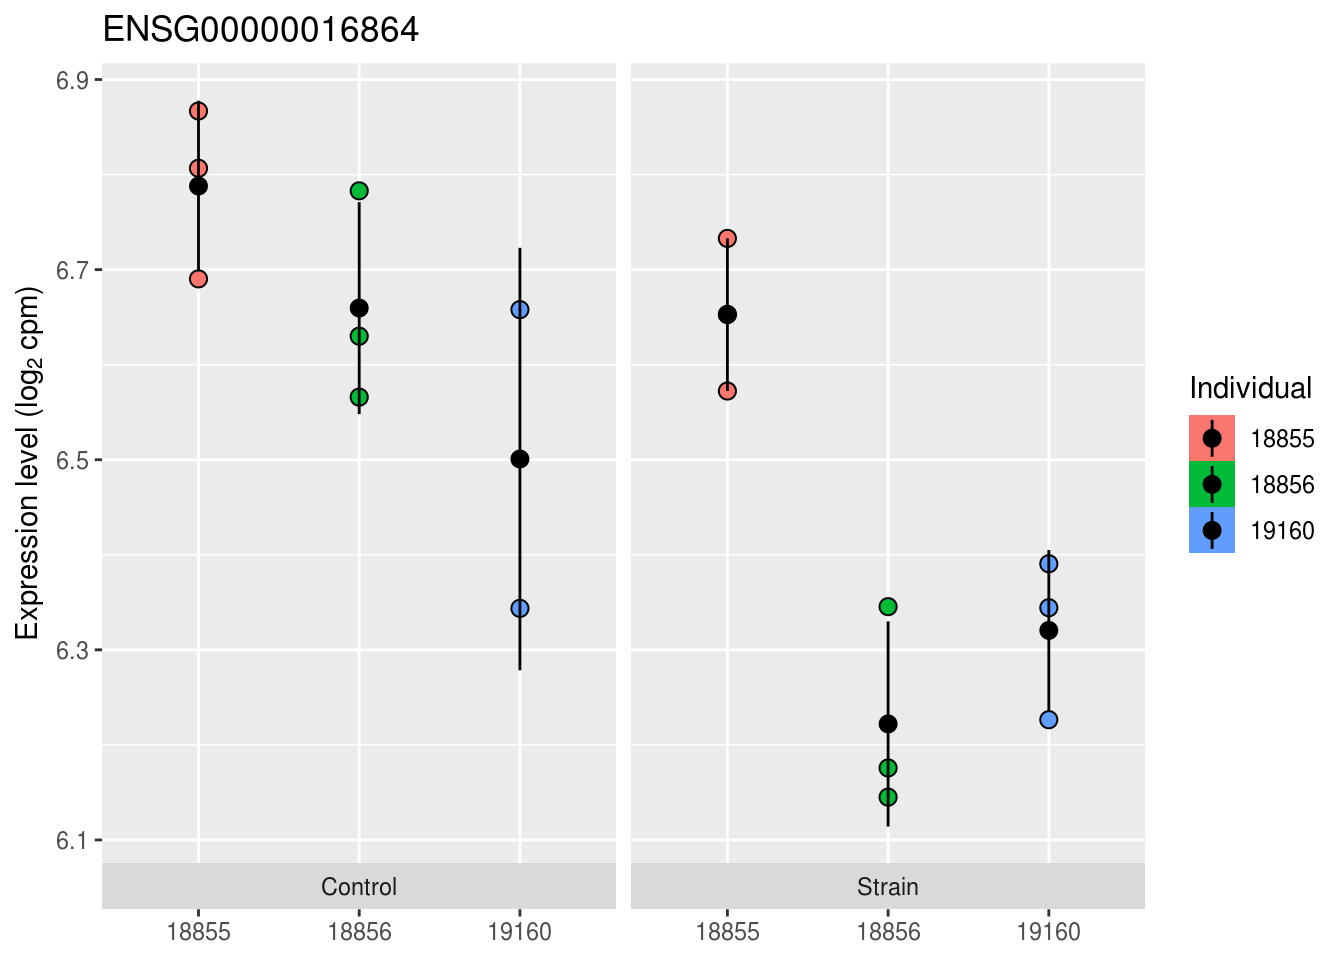 ENSG00000016864
Expression level (log₂ cpm)
6.9
6.7
6.5
6.3
6.1
Control
Strain
18855 18856 19160
18855 18856 19160
Individual
18855
18856
19160